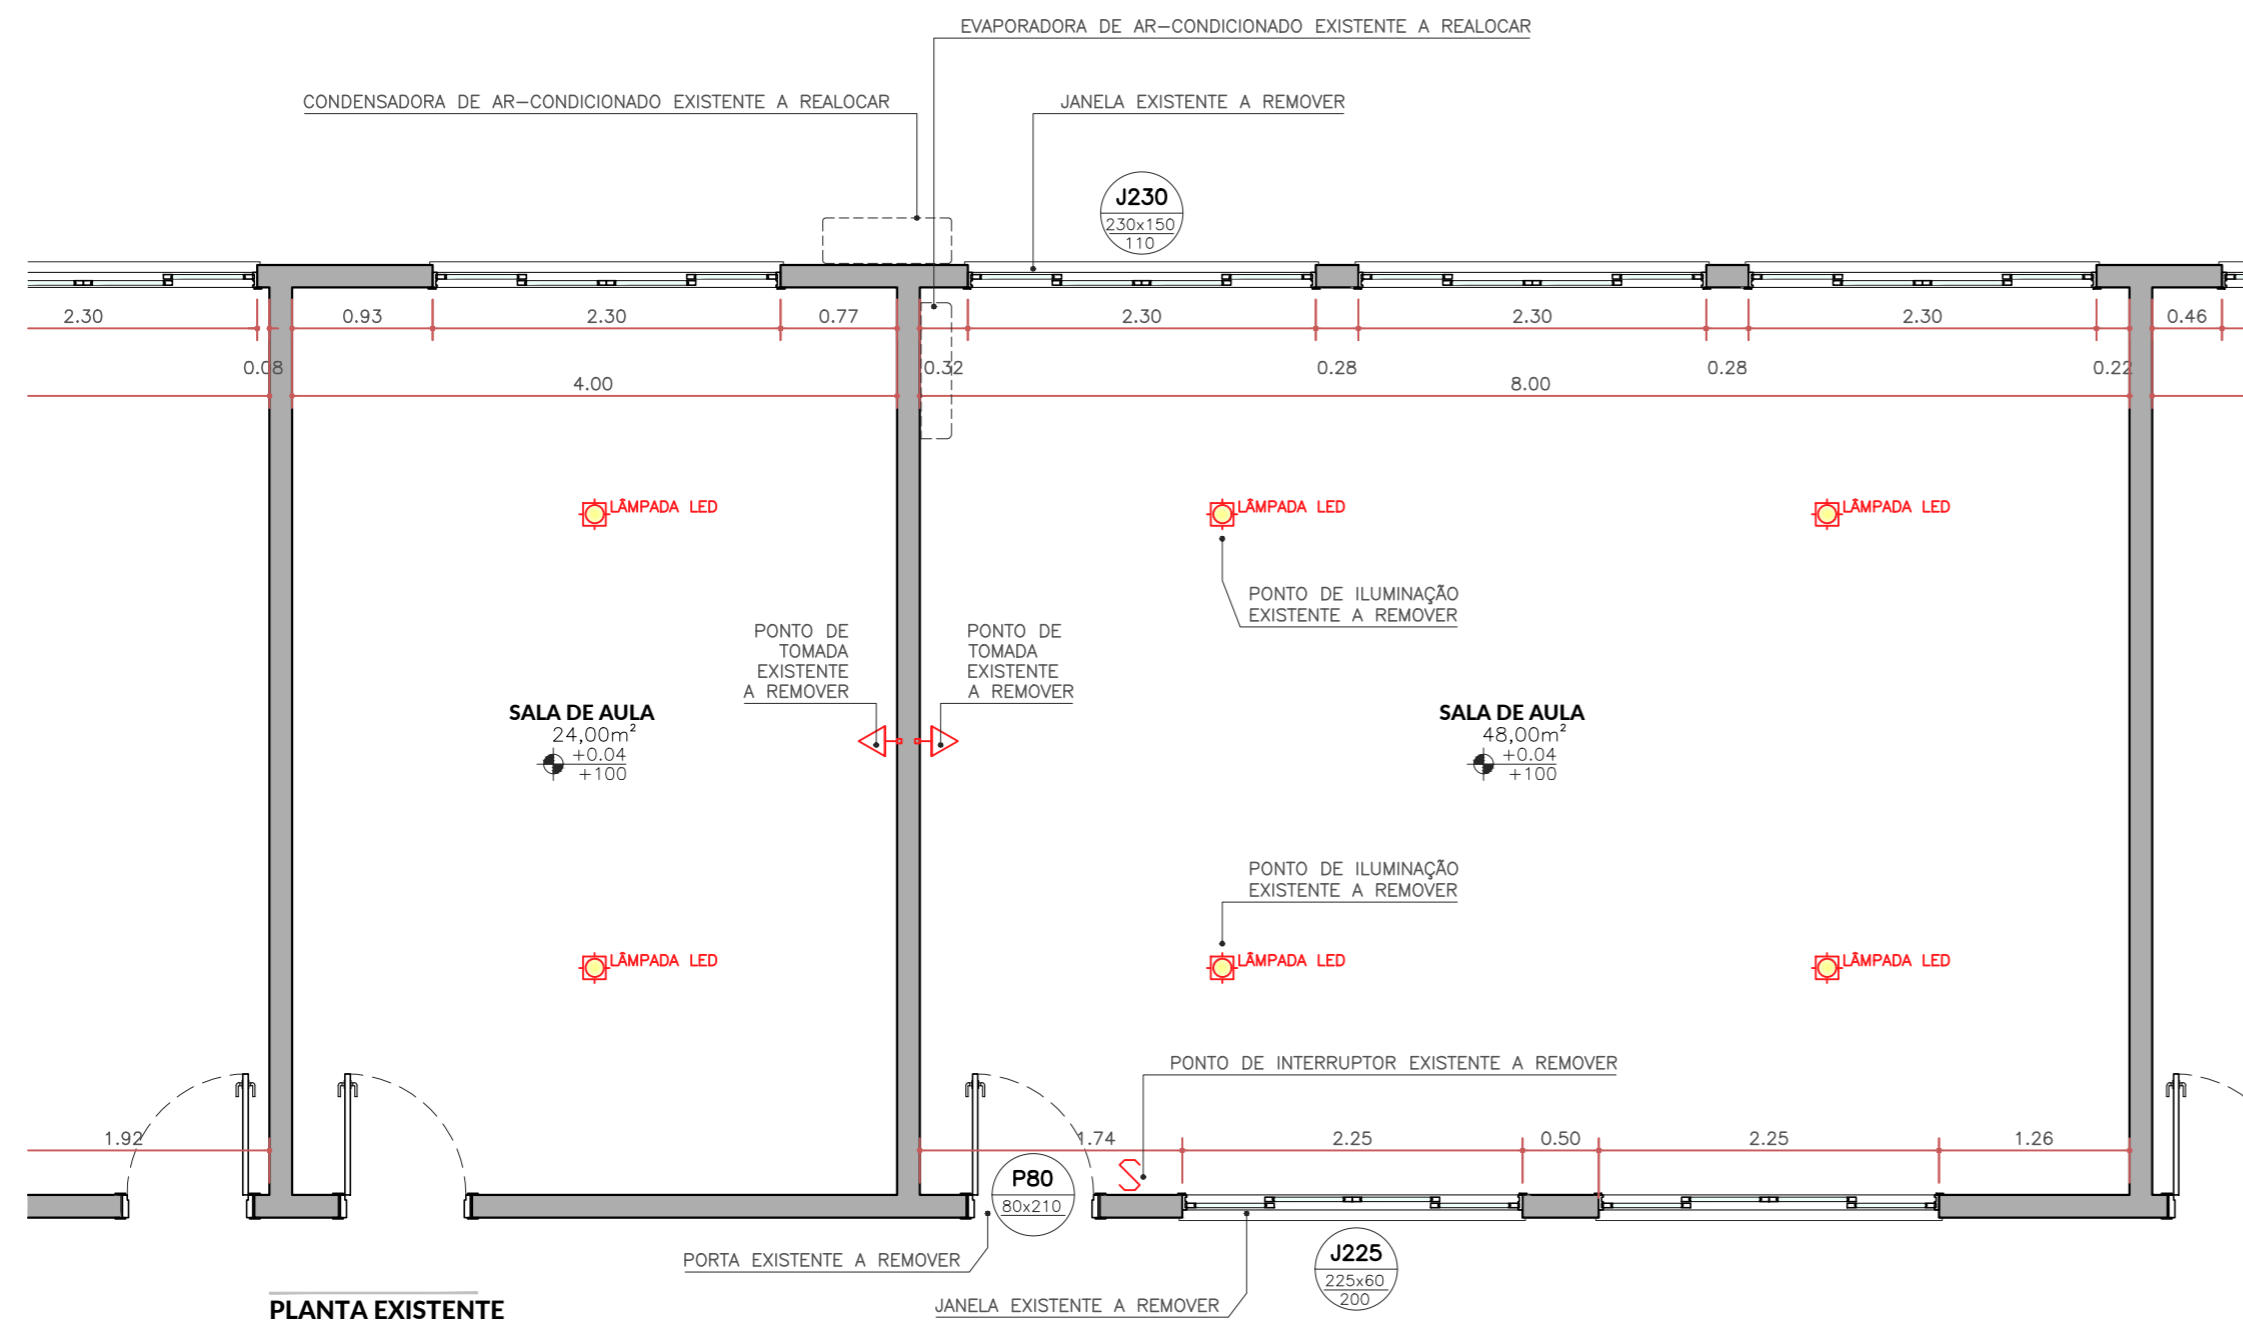 EVAPORADORA DE AR-CONDICIONADO EXISTENTE A REALOCAR
CONDENSADORA DE AR-CONDICIONADO EXISTENTE A REALOCAR
JANELA EXISTENTE A REMOVER
J230
230x150
110
2.30
0.93
2.30
0.77
2.30
2.30
2.30
0.46
0.08
0.32
0.28
0.28
0.22
4.00
8.00
LÂMPADA LED
LÂMPADA LED
LÂMPADA LED
PONTO DE ILUMINAÇÃO
EXISTENTE A REMOVER
PONTO DE
TOMADA
EXISTENTE
A REMOVER
PONTO DE
TOMADA
EXISTENTE
A REMOVER
SALA DE AULA
24,00m²
+0.04
+100
SALA DE AULA
48,00m²
+0.04
+100
PONTO DE ILUMINAÇÃO
EXISTENTE A REMOVER
LÂMPADA LED
LÂMPADA LED
LÂMPADA LED
PONTO DE INTERRUPTOR EXISTENTE A REMOVER
1.92
1.74
2.25
0.50
2.25
1.26
S
P80
80x210
PORTA EXISTENTE A REMOVER
J225
225x60
200
JANELA EXISTENTE A REMOVER
PLANTA EXISTENTE